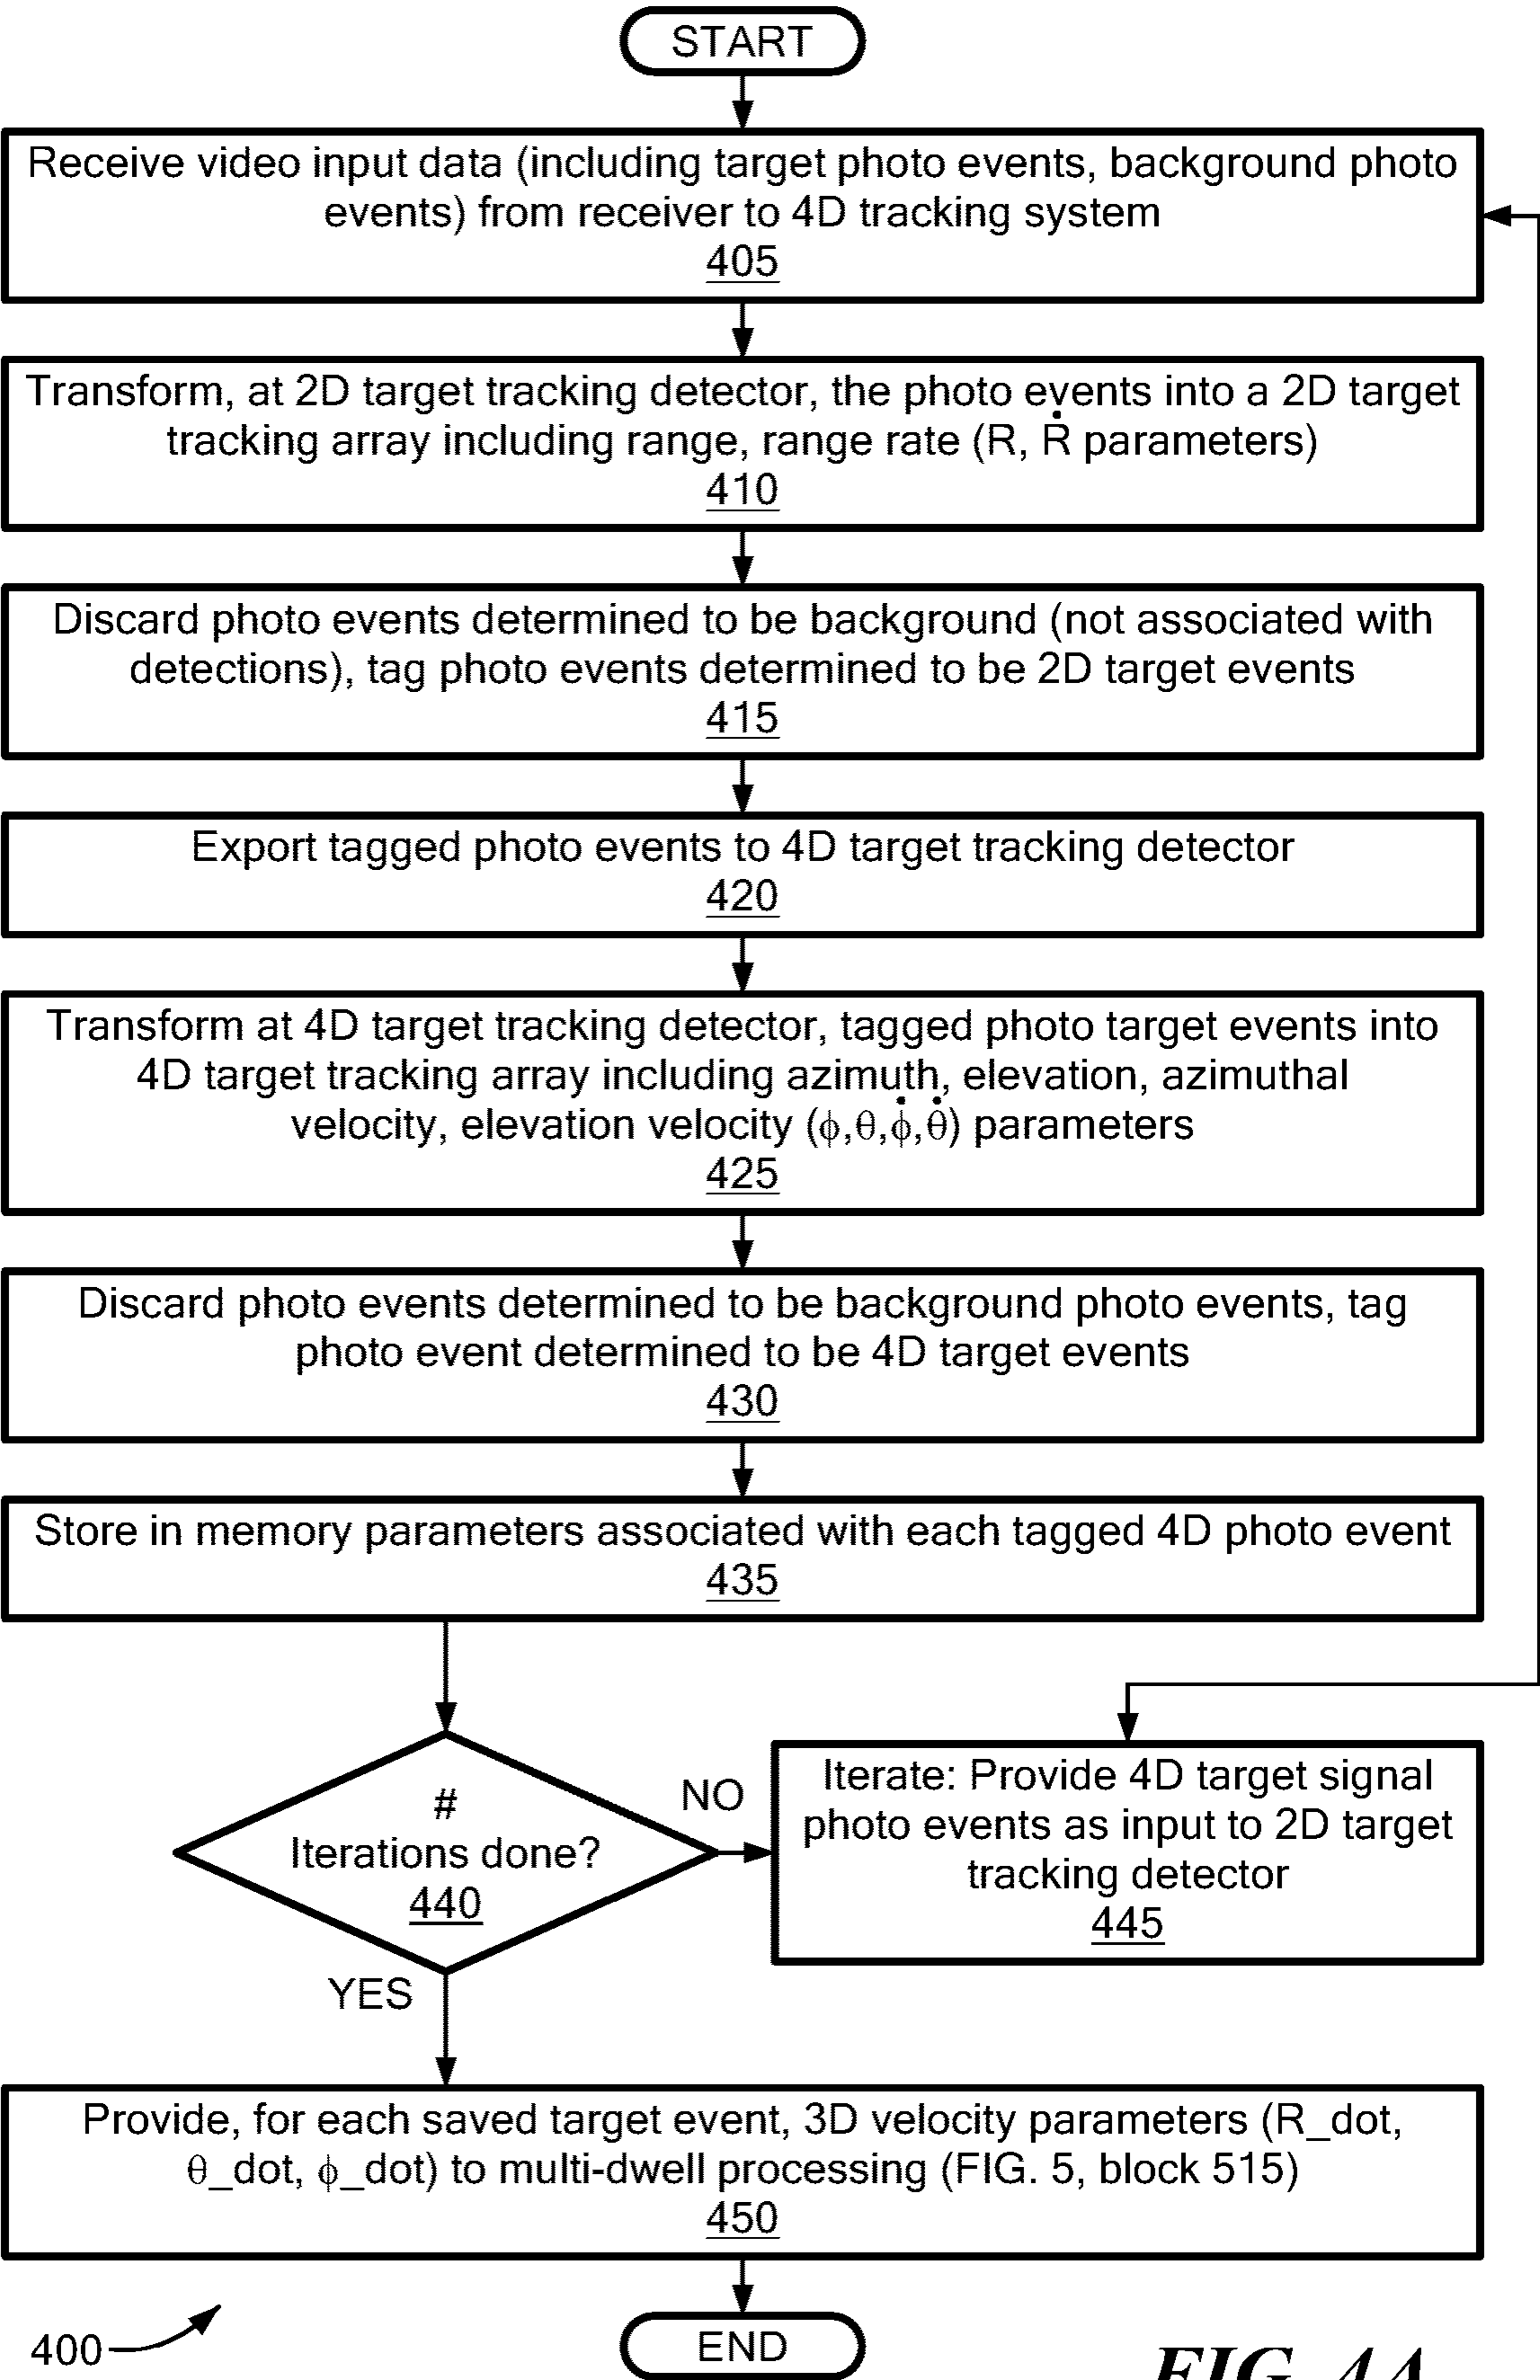 START
Receive video input data (including target photo events, background photo
events) from receiver to 4D tracking system
405
Transform, at 2D target tracking detector, the photo events into a 2D target
tracking array including range, range rate (R, Ṙ parameters)
410
Discard photo events determined to be background (not associated with
detections), tag photo events determined to be 2D target events
415
Export tagged photo events to 4D target tracking detector
420
Transform at 4D target tracking detector, tagged photo target events into
4D target tracking array including azimuth, elevation, azimuthal
velocity, elevation velocity (ϕ,θ,ϕ̇,θ̇) parameters
425
Discard photo events determined to be background photo events, tag
photo event determined to be 4D target events
430
Store in memory parameters associated with each tagged 4D photo event
435
#
Iterations done?
440
NO
YES
Iterate: Provide 4D target signal
photo events as input to 2D target
tracking detector
445
Provide, for each saved target event, 3D velocity parameters (R_dot,
θ_dot, ϕ_dot) to multi-dwell processing (FIG. 5, block 515)
450
END
400
FIG. 4A